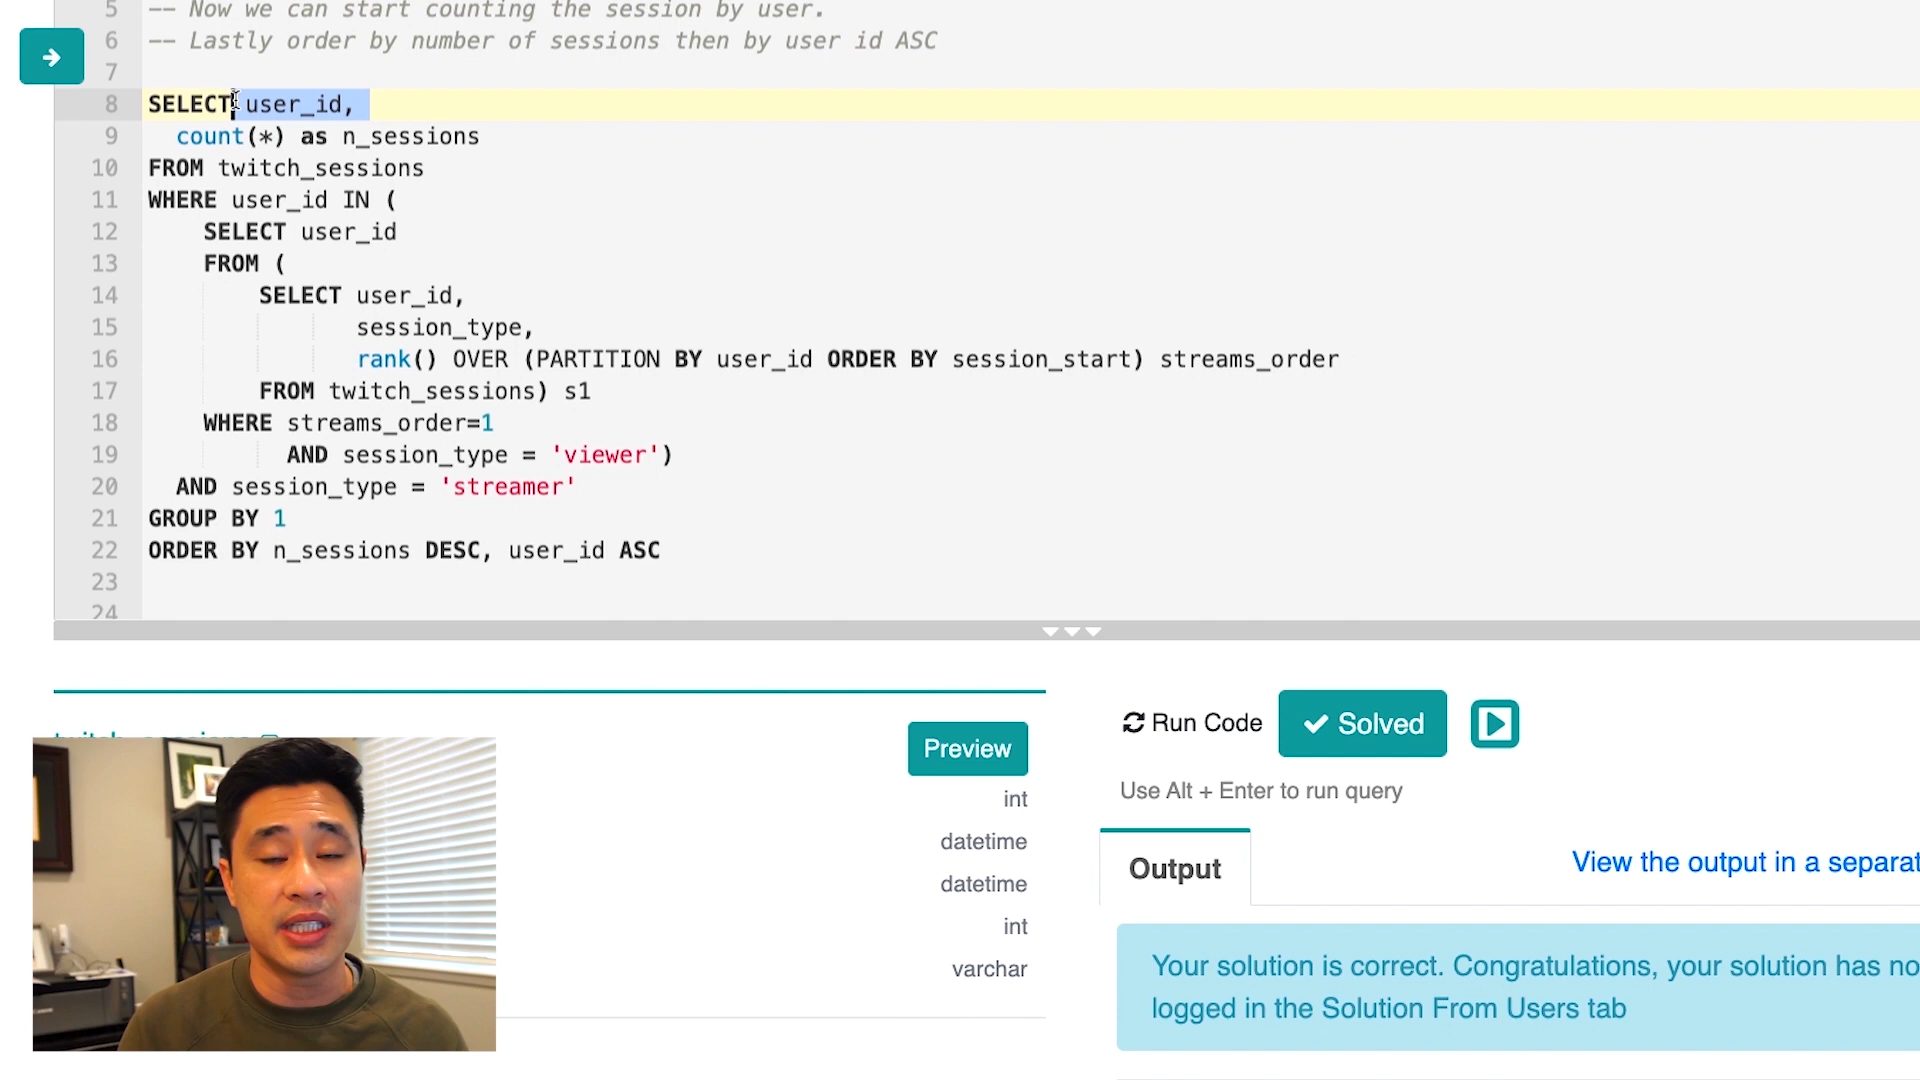 5 -- Now we can start counting the session by user.
6 -- Lastly order by number of sessions then by user id ASC
7
8 SELECT user_id,
9 count(*) as n_sessions
10 FROM twitch_sessions
11 WHERE user_id IN (
12 SELECT user_id
13 FROM (
14 SELECT user_id,
15 session_type,
16 rank() OVER (PARTITION BY user_id ORDER BY session_start) streams_order
17 FROM twitch_sessions) s1
18 WHERE streams_order=1
19 AND session_type = 'viewer')
20 AND session_type = 'streamer'
21 GROUP BY 1
22 ORDER BY n_sessions DESC, user_id ASC
23
24
Preview
int
datetime
datetime
int
varchar
Run Code
Solved
Use Alt + Enter to run query
Output
View the output in a separat
Your solution is correct. Congratulations, your solution has no
logged in the Solution From Users tab